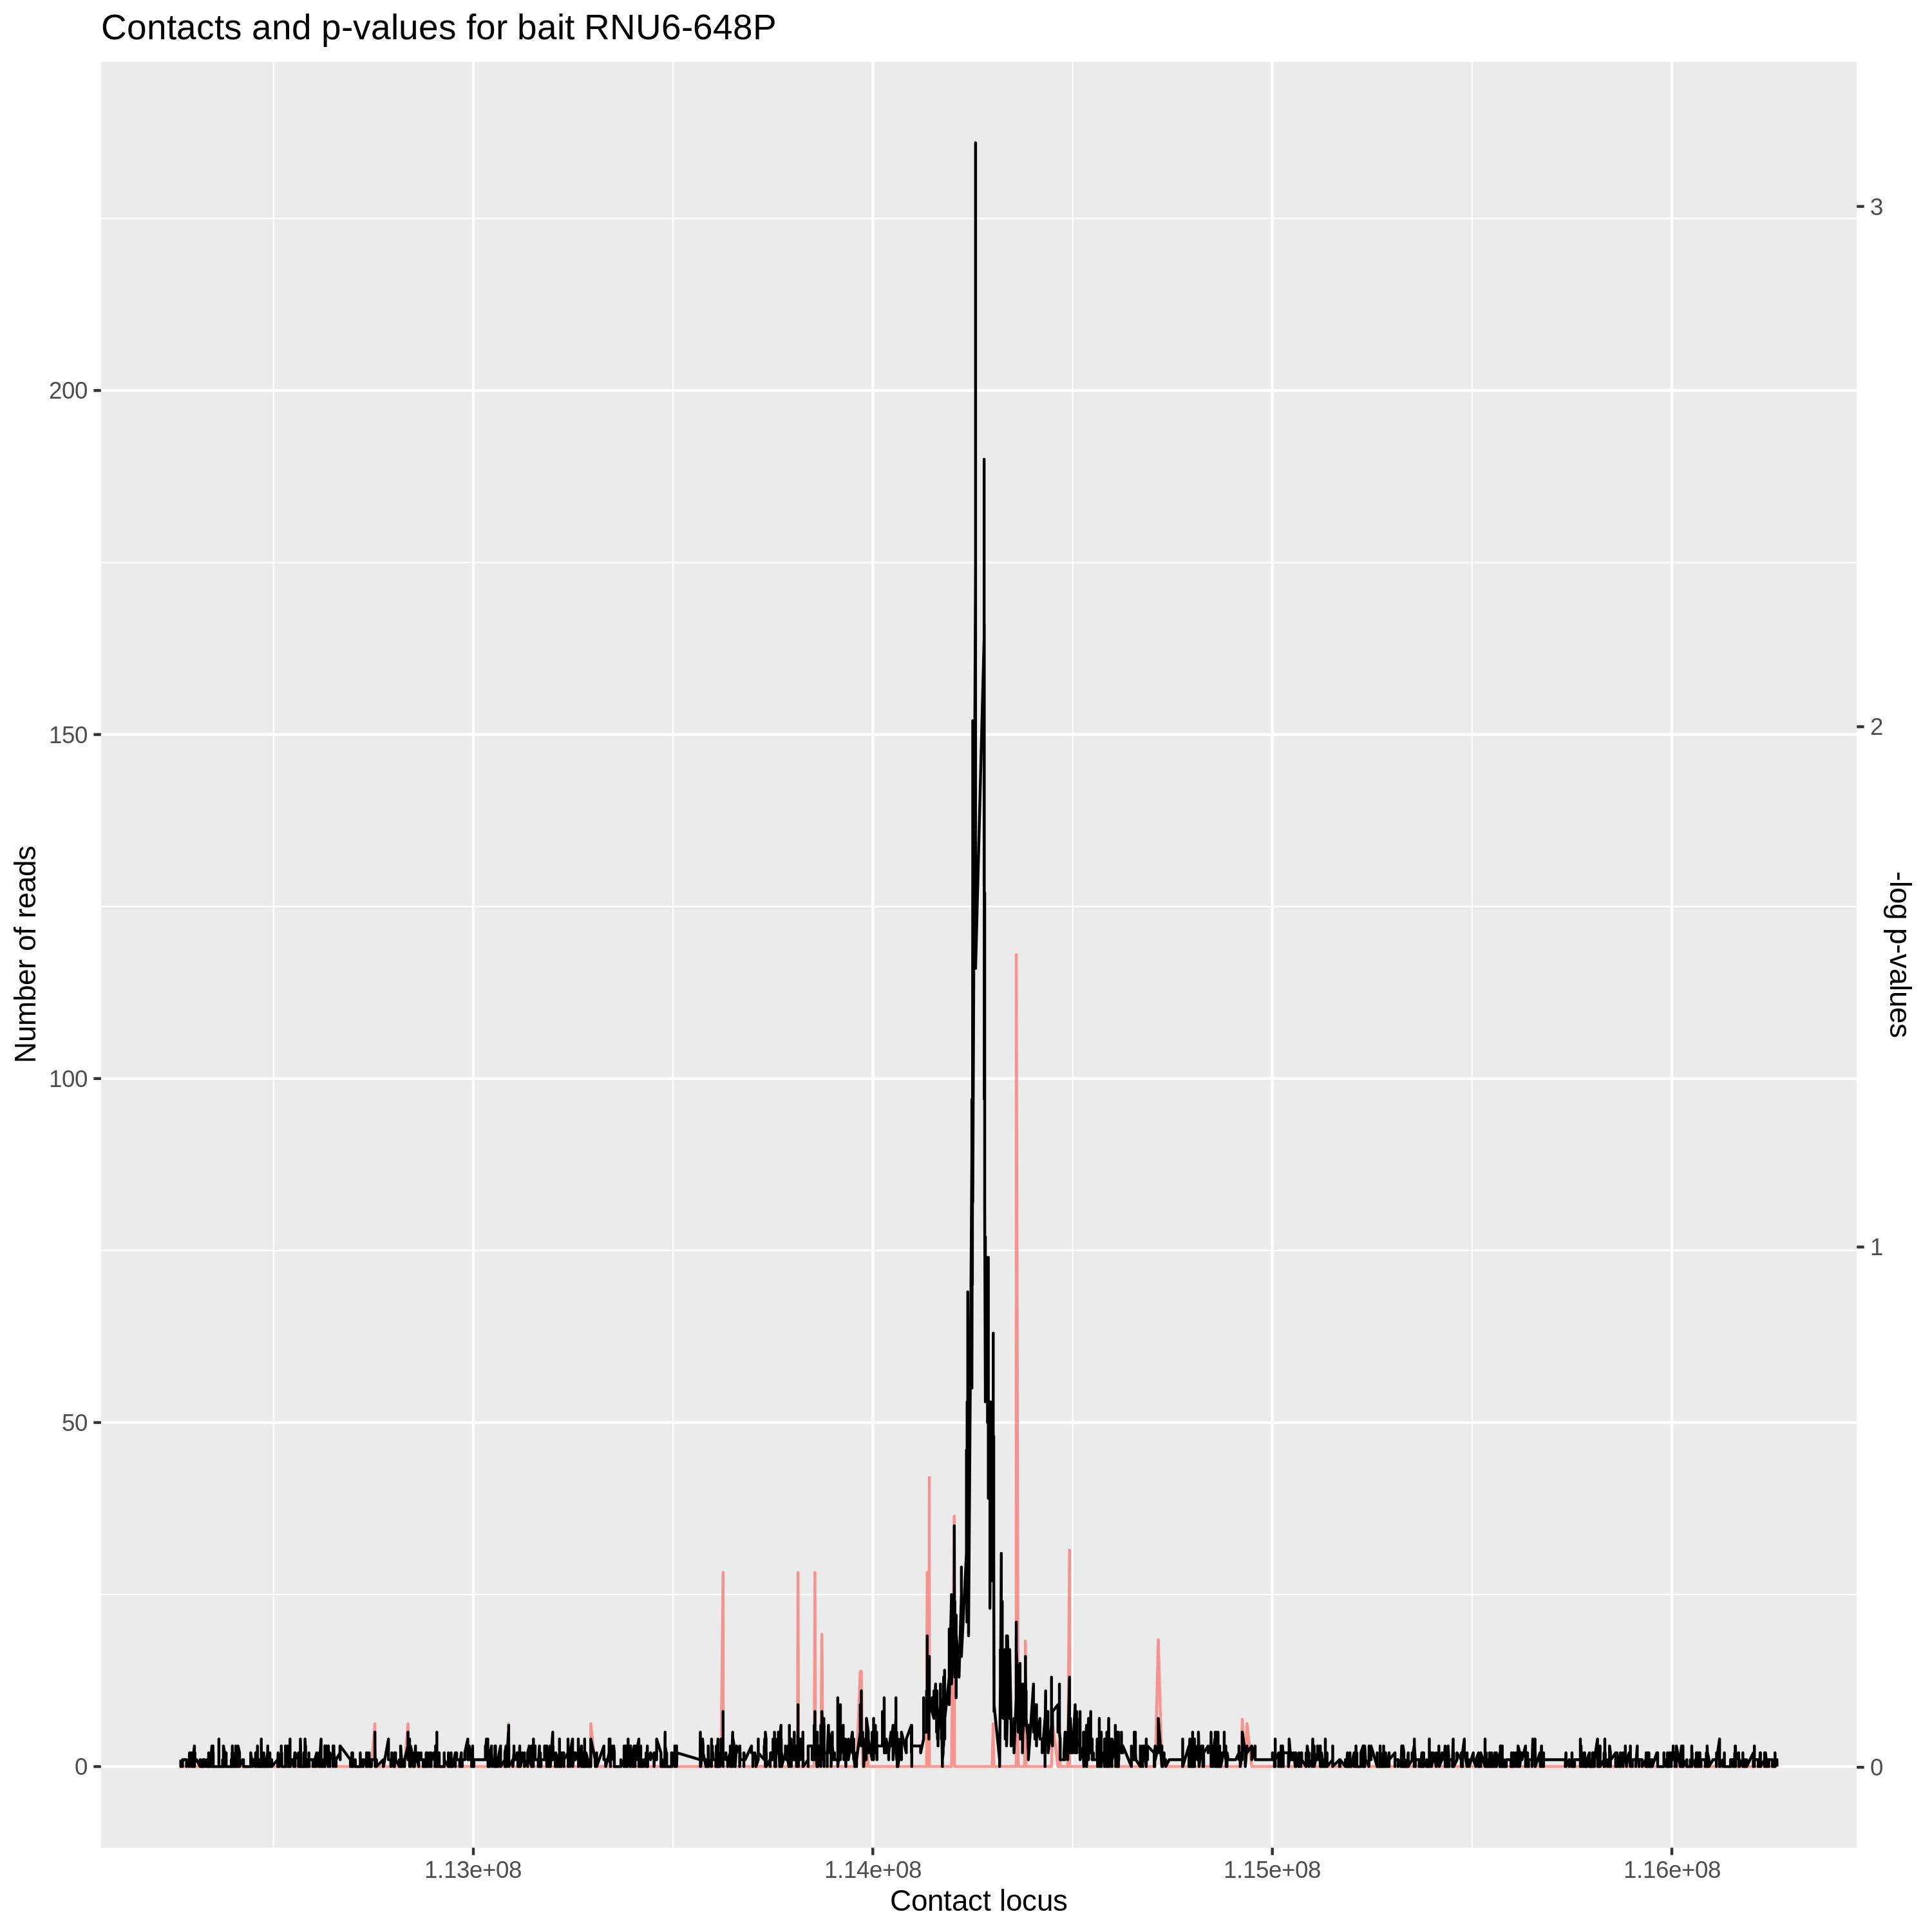 Contacts and p-values for bait RNU6-648P
Number of reads
200
150
100
50
0
3
2
1
0
-log p-values
1.13e+08
1.14e+08
1.15e+08
1.16e+08
Contact locus